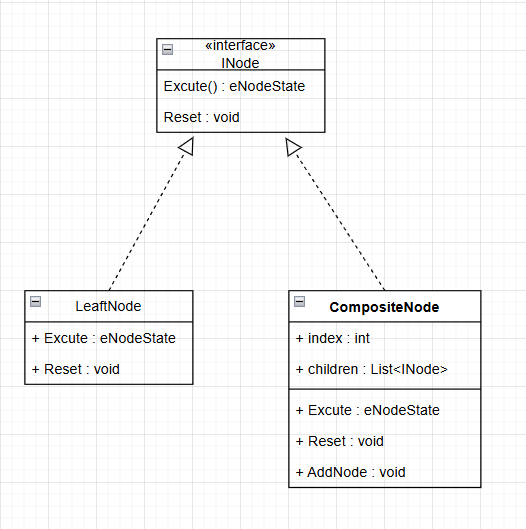 «interface»
INode
Excute() : eNodeState
Reset : void
LeaftNode
+ Excute : eNodeState
+ Reset : void
CompositeNode
+ index : int
+ children : List<INode>
+ Excute : eNodeState
+ Reset : void
+ AddNode : void